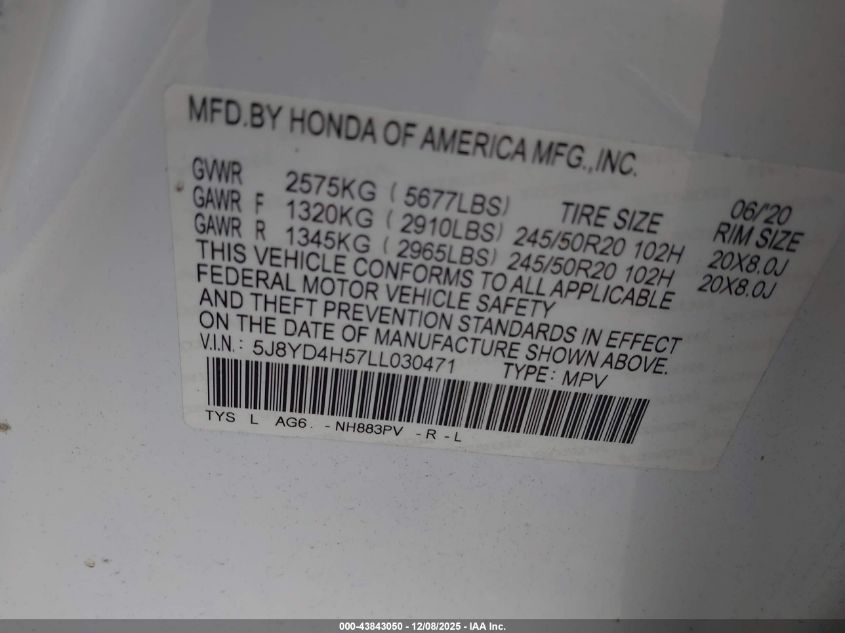 MFD.BY HONDA OF AMERICA MFG.,INC.
06/'20
GVWR 2575KG ( 5677LBS) TIRE SIZE RIM SIZE
GAWR F 1320KG ( 2910LBS) 245/50R20 102H 20X8.0J
GAWR R 1345KG ( 2965LBS) 245/50R20 102H 20X8.0J
THIS VEHICLE CONFORMS TO ALL APPLICABLE
FEDERAL MOTOR VEHICLE SAFETY
AND THEFT PREVENTION STANDARDS IN EFFECT
ON THE DATE OF MANUFACTURE SHOWN ABOVE.
V.I.N.: 5J8YD4H57LL030471 TYPE: MPV
TYS L AG6. -NH883PV -R -L
000-43843050 - 12/08/2025 - IAA Inc.